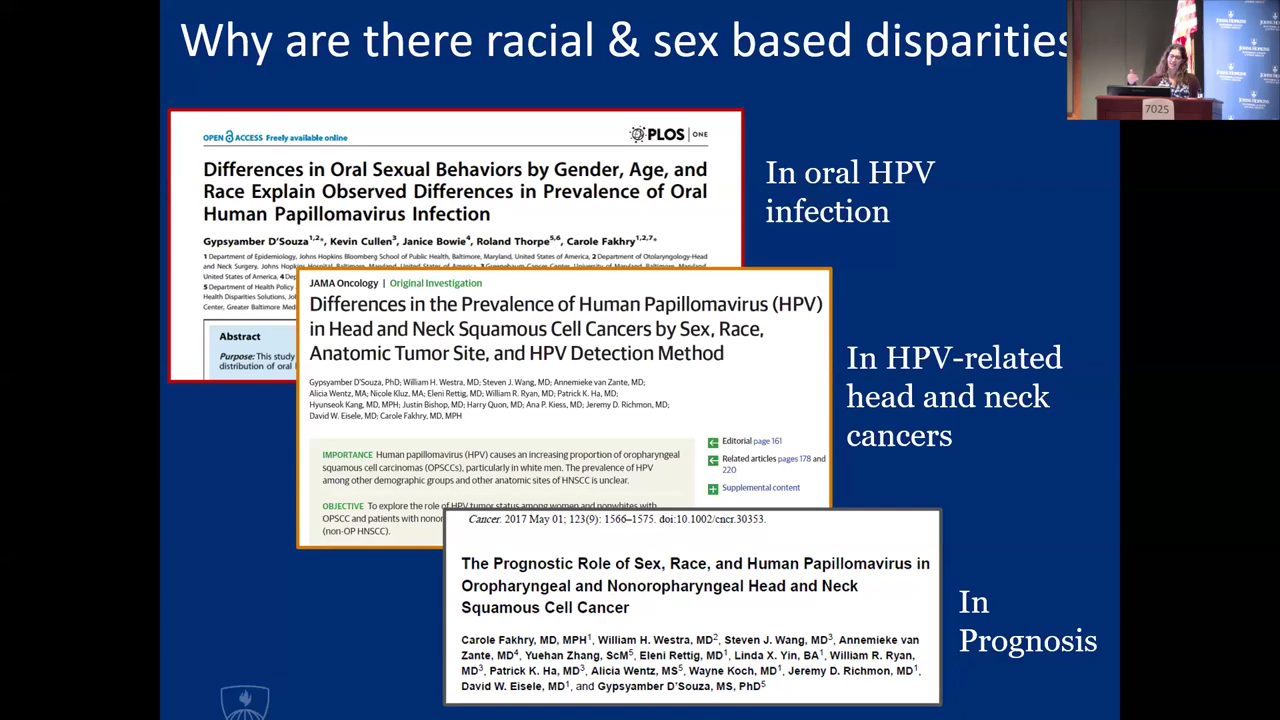 Why are there racial & sex based disparities
In oral HPV
infection
OPEN ACCESS Freely available online
PLOS ONE
Differences in Oral Sexual Behaviors by Gender, Age, and
Race Explain Observed Differences in Prevalence of Oral
Human Papillomavirus Infection
Gypsyamber D'Souza1,2*, Kevin Cullen3, Janice Bowie4, Roland Thorpe5,6, Carole Fakhry1,2,7*
1 Department of Epidemiology, Johns Hopkins Bloomberg School of Public Health, Baltimore, Maryland, United States of America, 2 Department of Otolaryngology-Head
and Neck Surgery, Johns Hopkins Hospital, Baltimore, Maryland, United States of America, 3 Greenebaum Cancer Center, University of Maryland, Baltimore, Maryland,
United States of America, 4
5 Department of Health Policy
Health Disparities Solutions,
Center, Greater Baltimore
Abstract
Purpose: This study
distribution of oral
In HPV-related
head and neck
cancers
JAMA Oncology | Original Investigation
Differences in the Prevalence of Human Papillomavirus (HPV)
in Head and Neck Squamous Cell Cancers by Sex, Race,
Anatomic Tumor Site, and HPV Detection Method
Gypsyamber D'Souza, PhD; William H. Westra, MD; Steven J. Wang, MD; Annemieke van Zante, MD;
Alicia Wentz, MA; Nicole Kluz, MA; Eleni Rettig, MD; William R. Ryan, MD; Patrick K. Ha, MD;
Hyunseok Kang, MD, MPH; Justin Bishop, MD; Harry Quon, MD; Ana P. Kiess, MD; Jeremy D. Richmon, MD;
David W. Eisele, MD; Carole Fakhry, MD, MPH
IMPORTANCE Human papillomavirus (HPV) causes an increasing proportion of oropharyngeal
squamous cell carcinomas (OPSCCs), particularly in white men. The prevalence of HPV
among other demographic groups and other anatomic sites of HNSCC is unclear.
OBJECTIVE To explore the role of HPV tumor status among women and nonwhites with
OPSCC and patients with
(non-OP HNSCC).
Editorial page 161
Related articles pages 178 and
220
Supplemental content
In
Prognosis
Cancer. 2017 May 01; 123(9): 1566–1575. doi:10.1002/cncr.30353.
The Prognostic Role of Sex, Race, and Human Papillomavirus in
Oropharyngeal and Nonoropharyngeal Head and Neck
Squamous Cell Cancer
Carole Fakhry, MD, MPH1, William H. Westra, MD2, Steven J. Wang, MD3, Annemieke van
Zante, MD4, Yuehan Zhang, ScM5, Eleni Rettig, MD1, Linda X. Yin, BA1, William R. Ryan,
MD3, Patrick K. Ha, MD3, Alicia Wentz, MS5, Wayne Koch, MD1, Jeremy D. Richmon, MD1,
David W. Eisele, MD1, and Gypsyamber D'Souza, MS, PhD5
7025
JOHNS HOPKINS